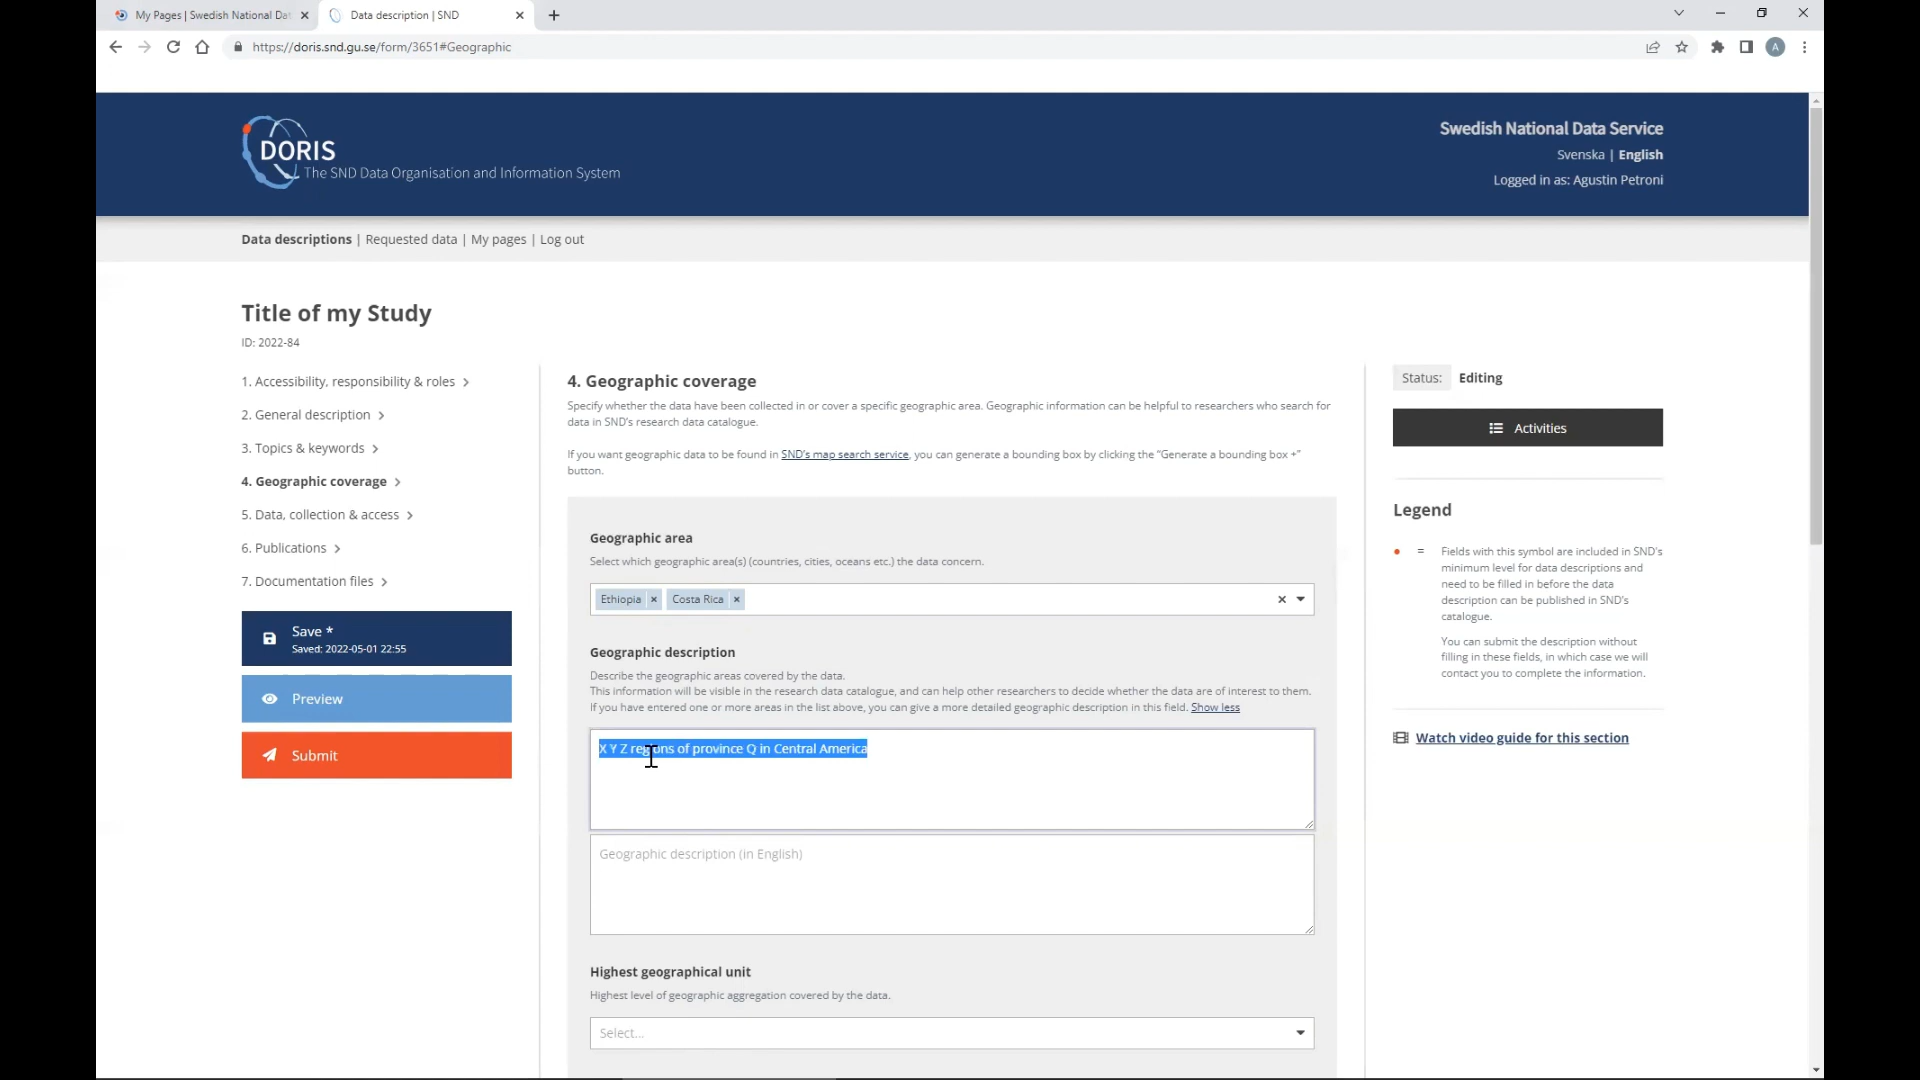 My Pages | Swedish National Dat
Data description | SND
https://doris.snd.gu.se/form/3651#Geographic
A
DORIS
The SND Data Organisation and Information System
Swedish National Data Service
Svenska | English
Logged in as: Agustin Petroni
Data descriptions | Requested data | My pages | Log out
Title of my Study
ID: 2022-84
1. Accessibility, responsibility & roles
2. General description
3. Topics & keywords
4. Geographic coverage
5. Data, collection & access
6. Publications
7. Documentation files
Save *
Saved: 2022-05-01 22:55
Preview
Submit
4. Geographic coverage
Specify whether the data have been collected in or cover a specific geographic area. Geographic information can be helpful to researchers who search for
data in SND's research data catalogue.
If you want geographic data to be found in SND's map search service, you can generate a bounding box by clicking the "Generate a bounding box +"
button.
Geographic area
Select which geographic area(s) (countries, cities, oceans etc.) the data concern.
Ethiopia × Costa Rica ×
Geographic description
Describe the geographic areas covered by the data.
This information will be visible in the research data catalogue, and can help other researchers to decide whether the data are of interest to them.
If you have entered one or more areas in the list above, you can give a more detailed geographic description in this field. Show less
X Y Z regions of province Q in Central America
Geographic description (in English)
Highest geographical unit
Highest level of geographic aggregation covered by the data.
Select...
Status: Editing
Activities
Legend
= Fields with this symbol are included in SND's
minimum level for data descriptions and
need to be filled in before the data
description can be published in SND's
catalogue.
You can submit the description without
filling in these fields, in which case we will
contact you to complete the information.
Watch video guide for this section